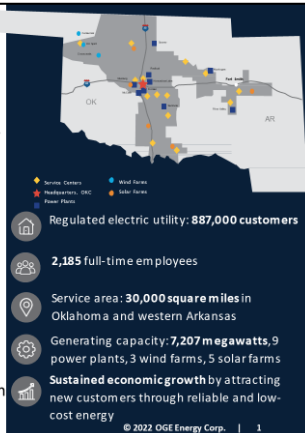 OK
AR
Fort Smith
Service Centers
Wind Farms
Headquarters, OKC
Solar Farms
Power Plants
Regulated electric utility: 887,000 customers
2,185 full-time employees
Service area: 30,000 square miles in
Oklahoma and western Arkansas
Generating capacity: 7,207 megawatts, 9
power plants, 3 wind farms, 5 solar farms
Sustained economic growth by attracting
new customers through reliable and low-
cost energy
© 2022 OGE Energy Corp. | 1